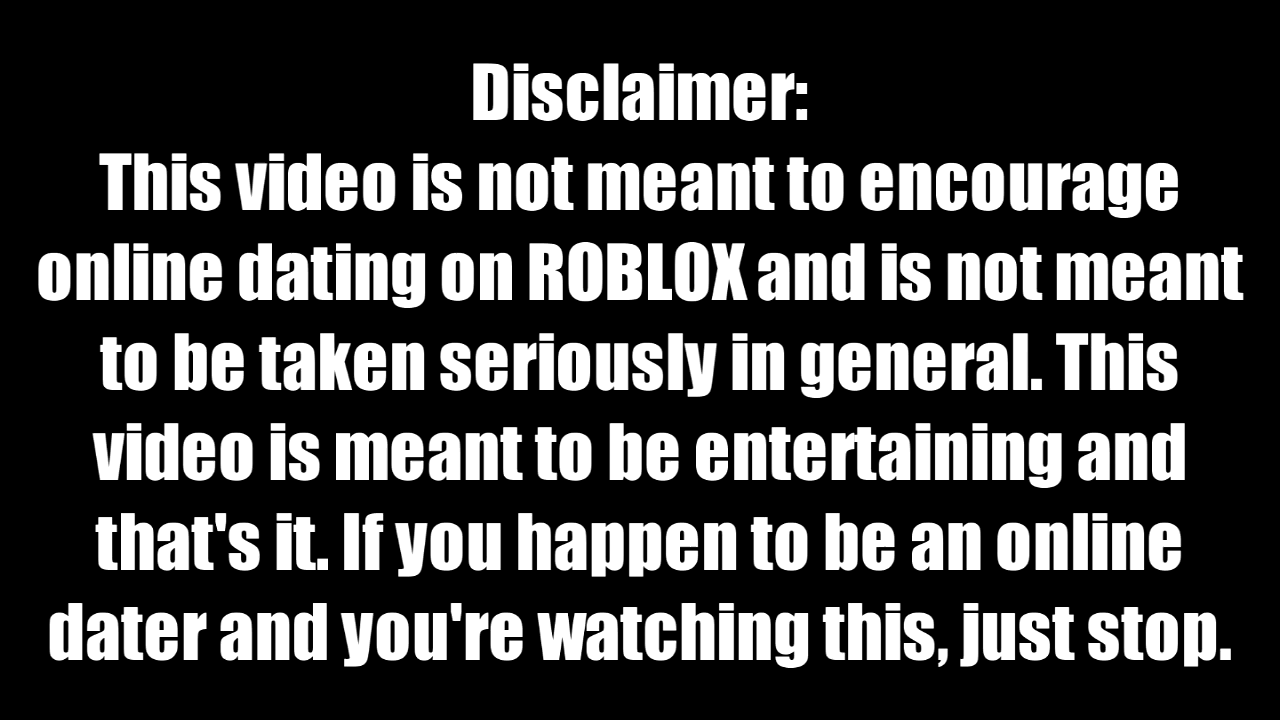 Disclaimer:
This video is not meant to encourage
online dating on ROBLOX and is not meant
to be taken seriously in general. This
video is meant to be entertaining and
that's it. If you happen to be an online
dater and you're watching this, just stop.